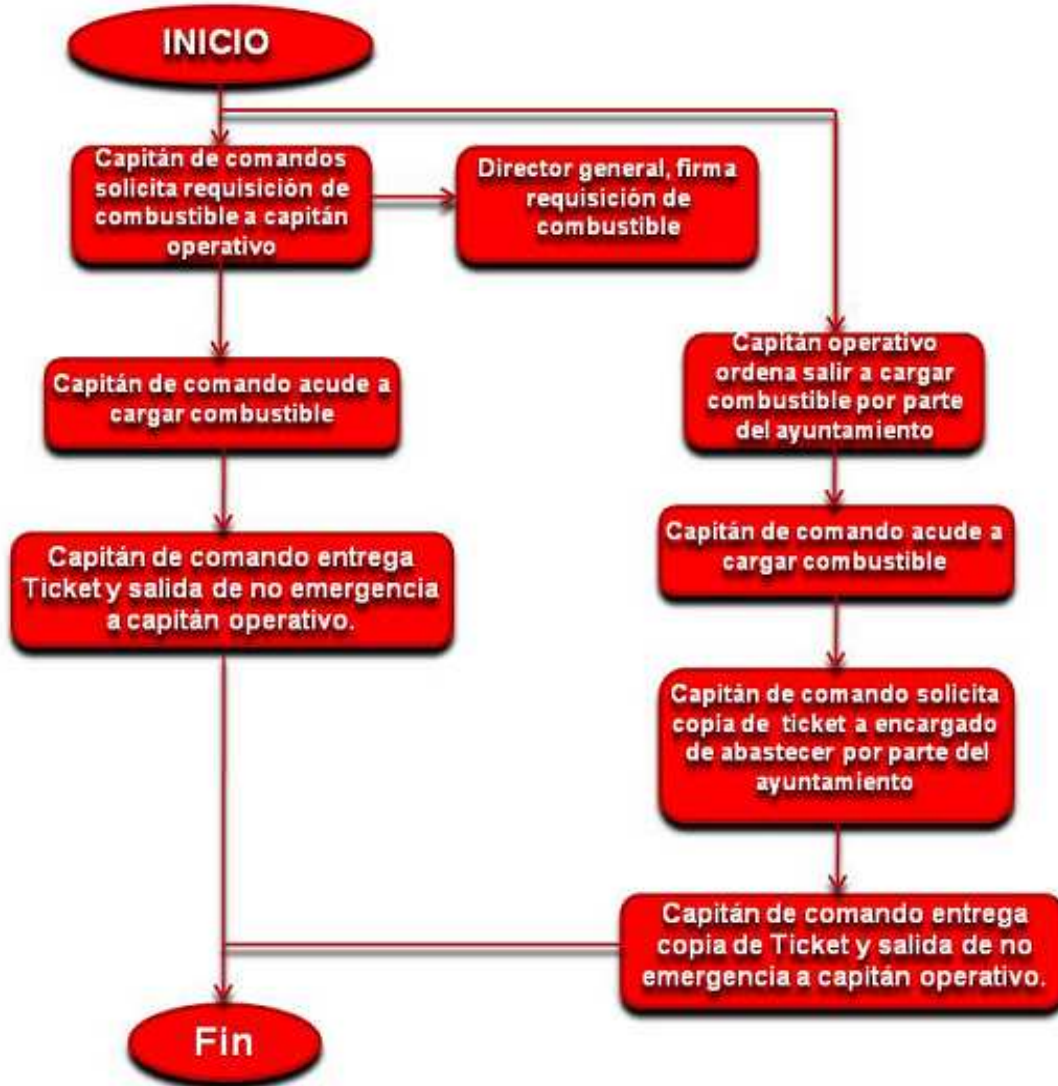 INICIO
Capitán de comandos
solicita requisición de
combustible a capitán
operativo
Director general, firma
requisición de
combustible
Capitán de comando acude a
cargar combustible
Capitán de comando entrega
Ticket y salida de no emergencia
a capitán operativo.
Capitán operativo
ordena salir a cargar
combustible por parte
del ayuntamiento
Capitán de comando acude a
cargar combustible
Capitán de comando solicita
copia de ticket a encargado
de abastecer por parte del
ayuntamiento
Capitán de comando entrega
copia de Ticket y salida de no
emergencia a capitán operativo.
Fin